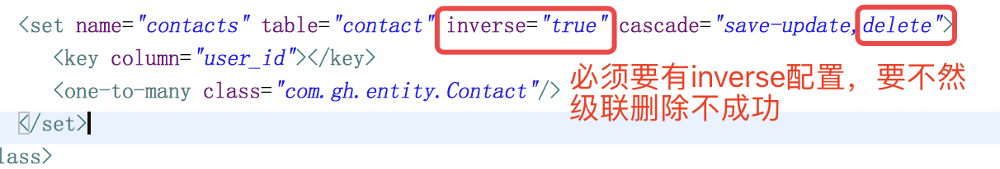 <set name="contacts" table="contact" inverse="true" cascade="save-update,delete">
<key column="user_id"></key>
<one-to-many class="com.gh.entity.Contact"/>
必须要有inverse配置，要不然
级联删除不成功
</set>
lass>